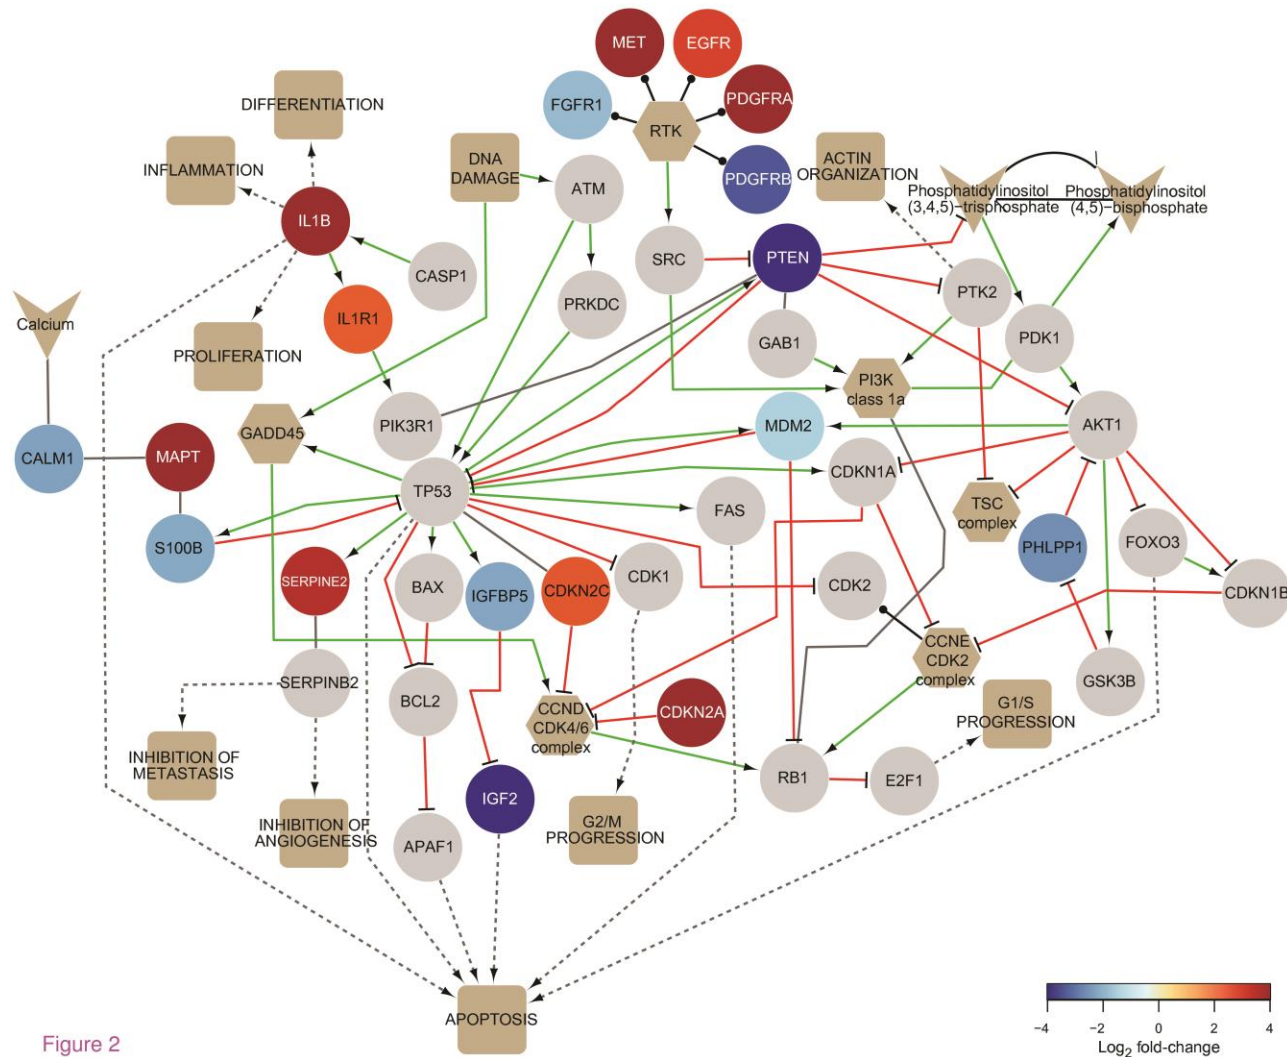 MET
EGFR
FGFR1
PDGFRA
RTK
PDGFRB
DIFFERENTIATION
INFLAMMATION
DNA
DAMAGE
ATM
ACTIN
ORGANIZATION
Phosphatidylinositol
(3,4,5)−trisphosphate
Phosphatidylinositol
(4,5)−bisphosphate
IL1B
CASP1
SRC
PTEN
PTK2
PRKDC
Calcium
IL1R1
PROLIFERATION
GAB1
PDK1
PI3K
class 1a
GADD45
PIK3R1
MDM2
AKT1
CALM1
MAPT
TP53
CDKN1A
FAS
TSC
complex
S100B
PHLPP1
FOXO3
SERPINE2
BAX
IGFBP5
CDKN2C
CDK1
CDK2
CDKN1B
CCNE
CDK2
complex
SERPINB2
BCL2
CCND
CDK4/6
complex
CDKN2A
GSK3B
G1/S
PROGRESSION
INHIBITION OF
METASTASIS
RB1
E2F1
IGF2
INHIBITION OF
ANGIOGENESIS
APAF1
G2/M
PROGRESSION
APOPTOSIS
−4
−2
0
2
4
Log2 fold−change
Figure 2